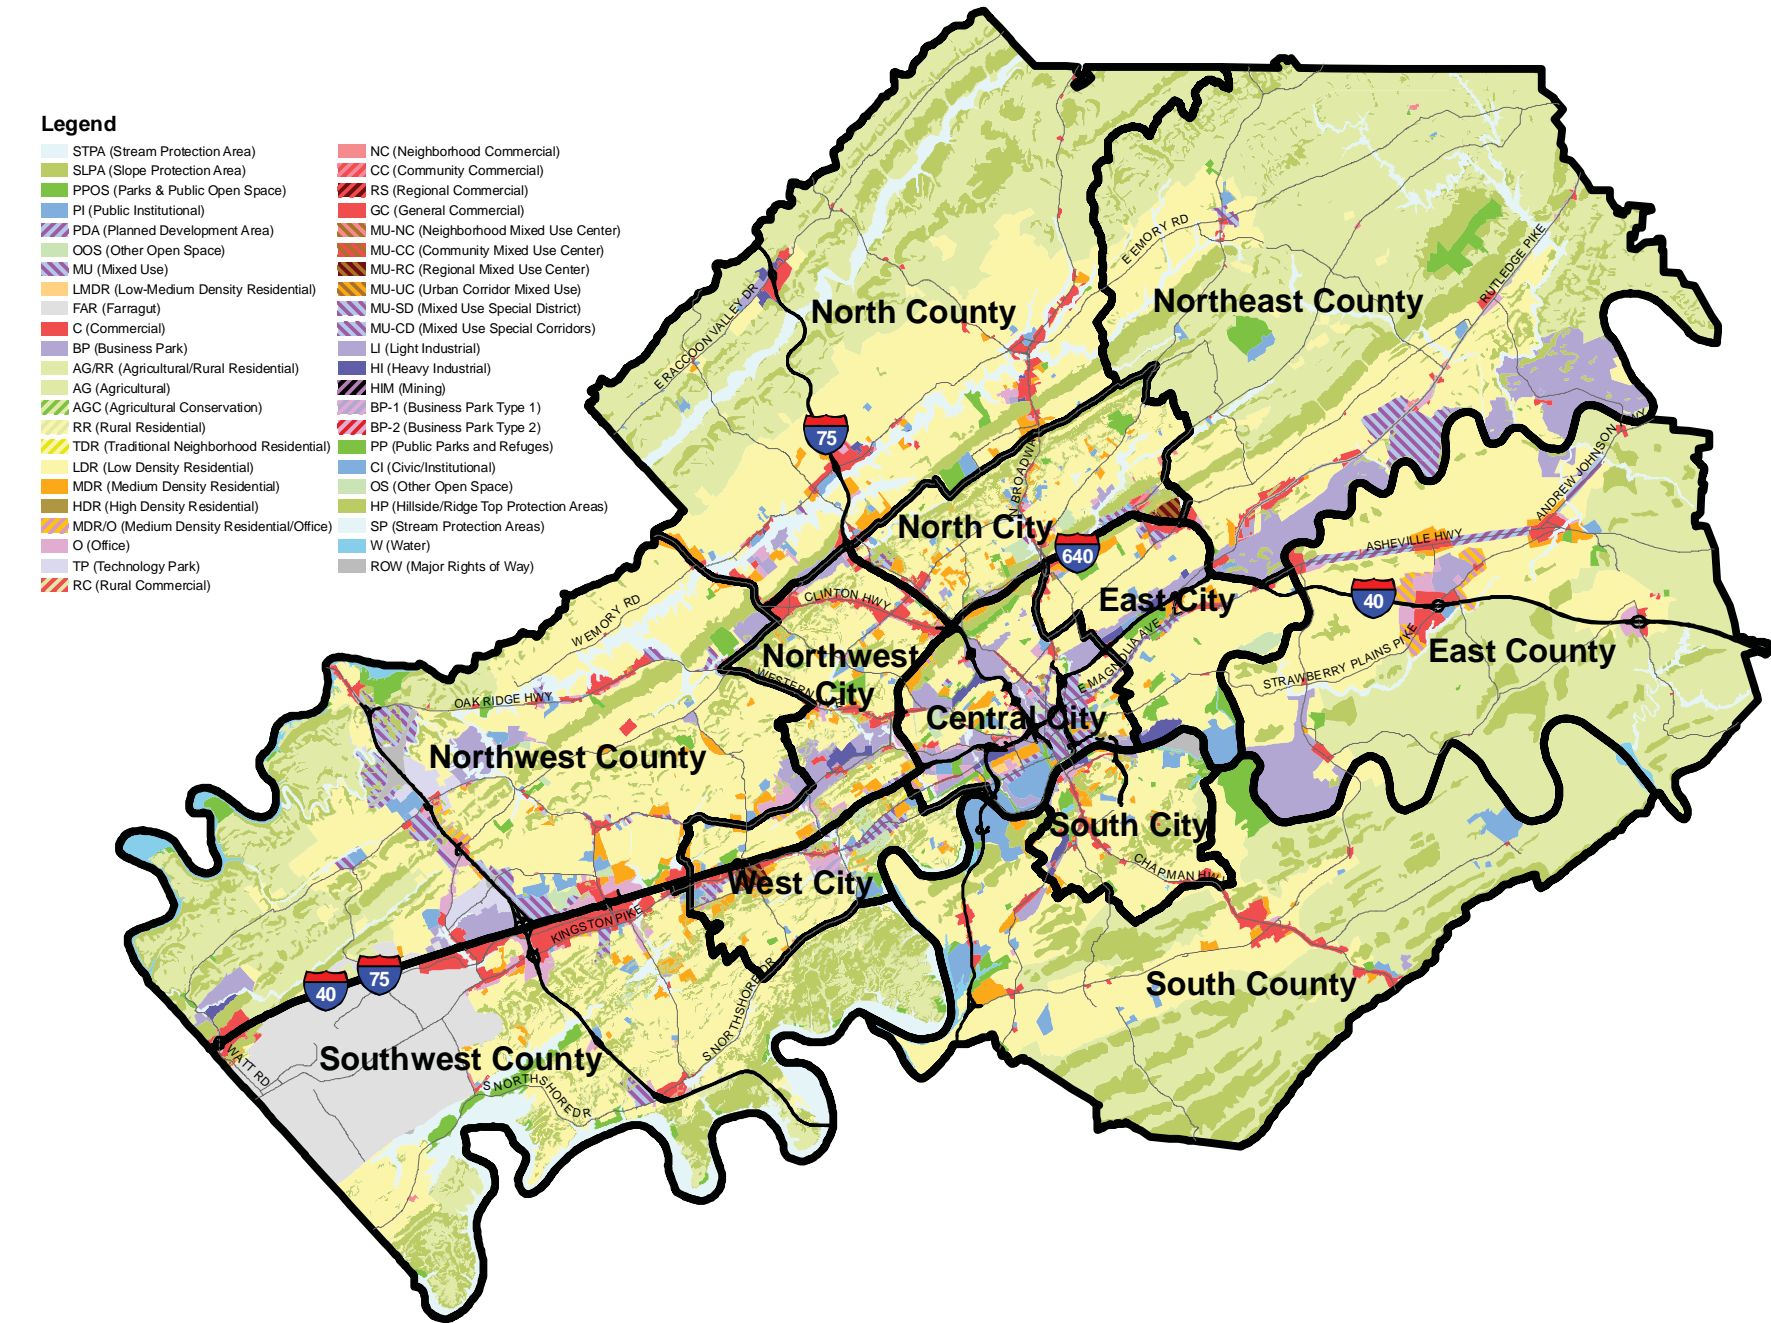 Legend
STPA (Stream Protection Area)
SLPA (Slope Protection Area)
PPOS (Parks & Public Open Space)
PI (Public Institutional)
PDA (Planned Development Area)
OOS (Other Open Space)
MU (Mixed Use)
LMDR (Low-Medium Density Residential)
FAR (Farragut)
C (Commercial)
BP (Business Park)
AG/RR (Agricultural/Rural Residential)
AG (Agricultural)
AGC (Agricultural Conservation)
RR (Rural Residential)
TDR (Traditional Neighborhood Residential)
LDR (Low Density Residential)
MDR (Medium Density Residential)
HDR (High Density Residential)
MDR/O (Medium Density Residential/Office)
O (Office)
TP (Technology Park)
RC (Rural Commercial)
NC (Neighborhood Commercial)
CC (Community Commercial)
RS (Regional Commercial)
GC (General Commercial)
MU-NC (Neighborhood Mixed Use Center)
MU-CC (Community Mixed Use Center)
MU-RC (Regional Mixed Use Center)
MU-UC (Urban Corridor Mixed Use)
MU-SD (Mixed Use Special District)
MU-CD (Mixed Use Special Corridors)
LI (Light Industrial)
HI (Heavy Industrial)
HIM (Mining)
BP-1 (Business Park Type 1)
BP-2 (Business Park Type 2)
PP (Public Parks and Refuges)
CI (Civic/Institutional)
OS (Other Open Space)
HP (Hillside/Ridge Top Protection Areas)
SP (Stream Protection Areas)
W (Water)
ROW (Major Rights of Way)
E EMORY RD
RUTLEDGE PIKE
Northeast County
North County
E RACCOON VALLEY DR
75
N BROADWAY
ANDREW JOHNSON HWY
North City
640
ASHEVILLE HWY
CLINTON HWY
East City
40
W EMORY RD
E MAGNOLIA AVE
STRAWBERRY PLAINS PIKE
East County
Northwest
City
WESTERN AVE
OAK RIDGE HWY
Central City
Northwest County
South City
CHAPMAN HWY
West City
KINGSTON PIKE
40
75
S NORTHSHORE DR
South County
WATT RD
Southwest County
S NORTHSHORE DR